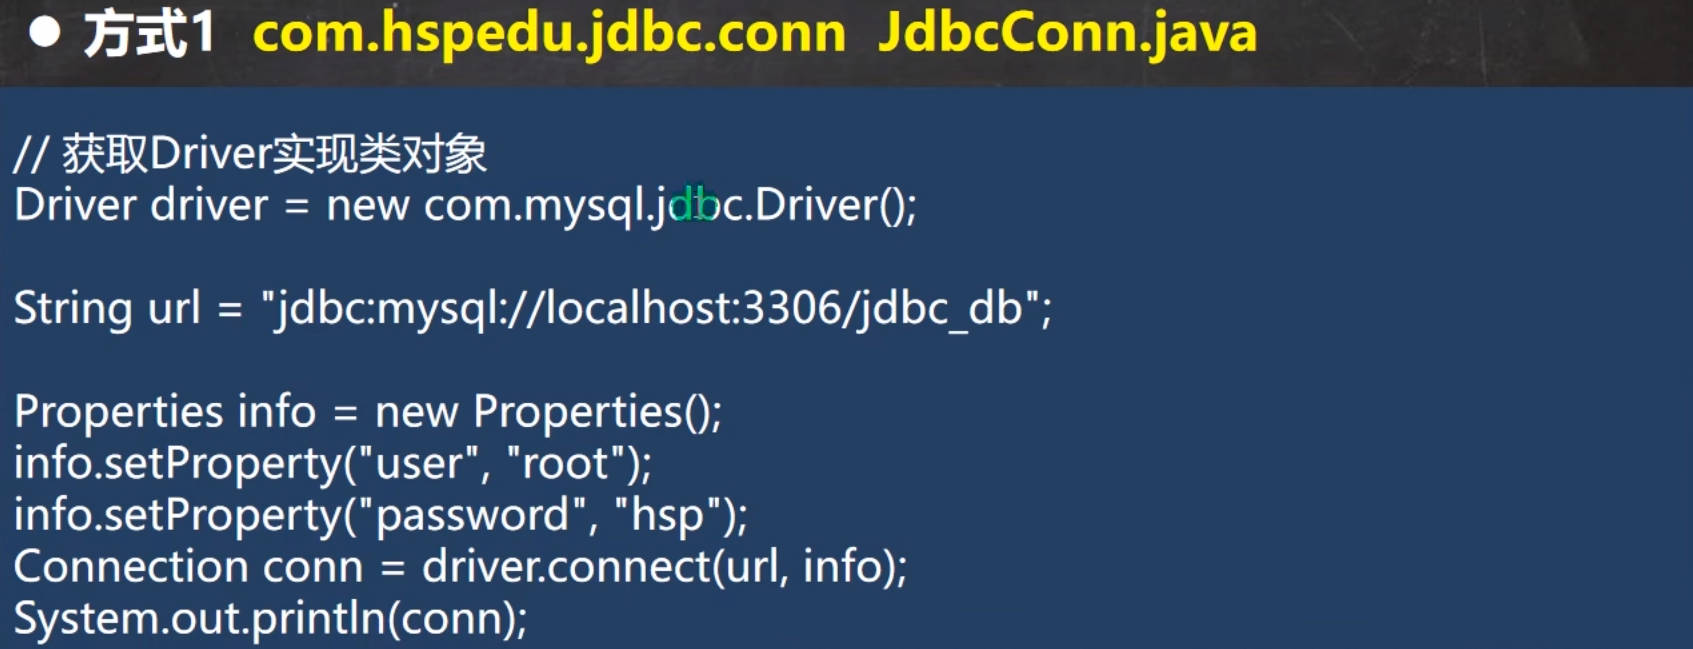 ● 方式1 com.hspedu.jdbc.conn JdbcConn.java
// 获取Driver实现类对象
Driver driver = new com.mysql.jdbc.Driver();
String url = "jdbc:mysql://localhost:3306/jdbc_db";
Properties info = new Properties();
info.setProperty("user", "root");
info.setProperty("password", "hsp");
Connection conn = driver.connect(url, info);
System.out.println(conn);